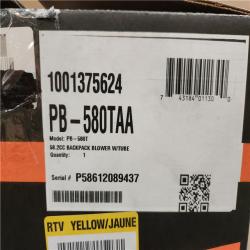 1001375624
7 43184 01130 0
PB-580TAA
Model: PB-580T
58.2CC BACKPACK BLOWER W/TUBE
Quantity: 1
Serial # P58612089437
RTV YELLOW/JAUNE